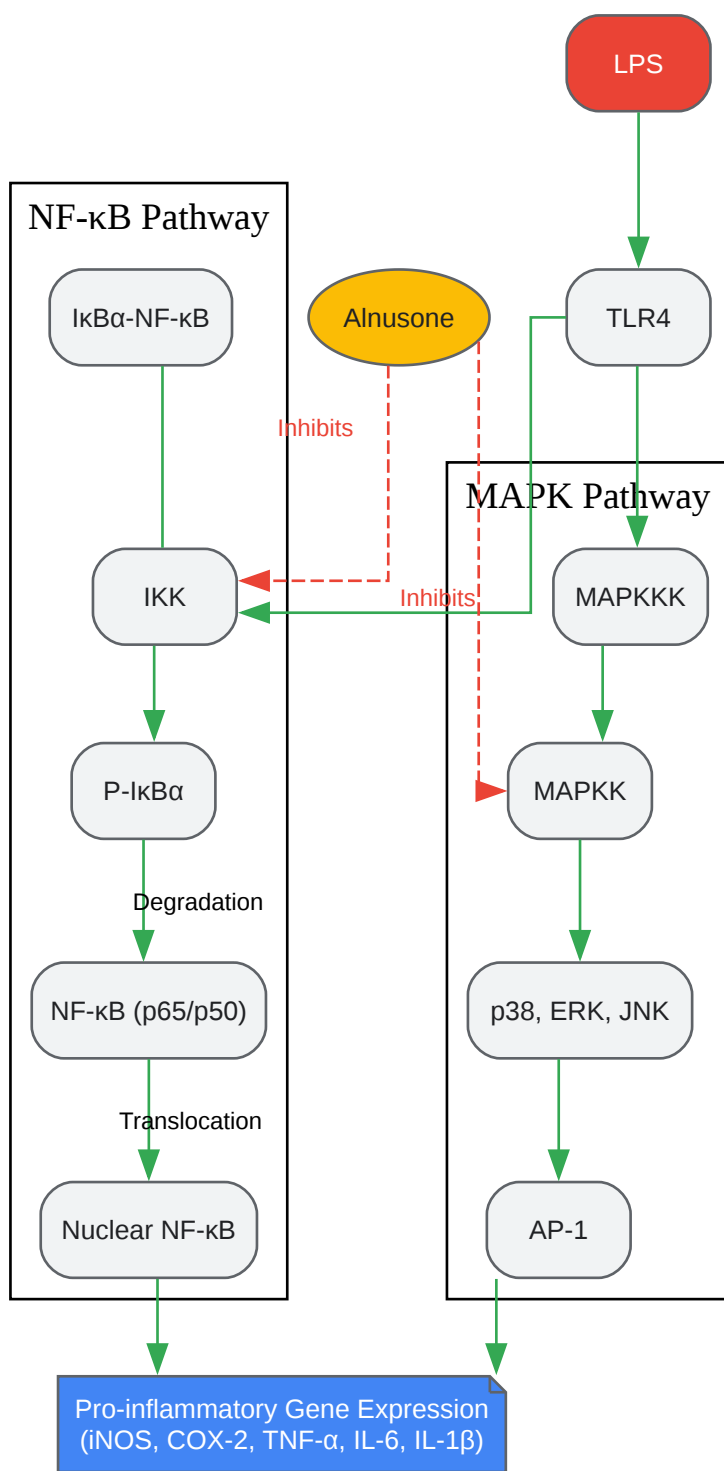 LPS
NF-κB Pathway
IκBα-NF-κB
Alnusone
TLR4
Inhibits
MAPK Pathway
IKK
Inhibits
MAPKKK
P-IκBα
MAPKK
Degradation
NF-κB (p65/p50)
p38, ERK, JNK
Translocation
Nuclear NF-κB
AP-1
Pro-inflammatory Gene Expression
(iNOS, COX-2, TNF-α, IL-6, IL-1β)